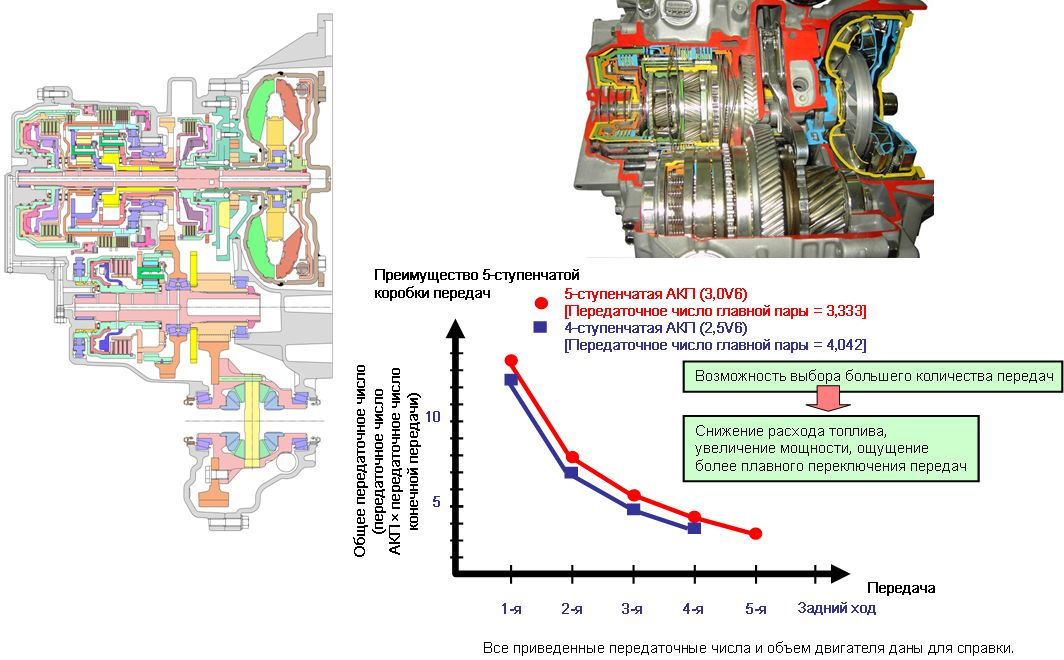 Преимущество 5-ступенчатой
коробки передач
5-ступенчатая АКП (3,0V6)
[Передаточное число главной пары = 3,333]
4-ступенчатая АКП (2,5V6)
[Передаточное число главной пары = 4,042]
Возможность выбора большего количества передач
Снижение расхода топлива,
увеличение мощности, ощущение
более плавного переключения передач
Общее передаточное число
(передаточное число
АКП × передаточное число
конечной передачи)
10
5
Передача
1-я 2-я 3-я 4-я 5-я Задний ход
Все приведенные передаточные числа и объем двигателя даны для справки.